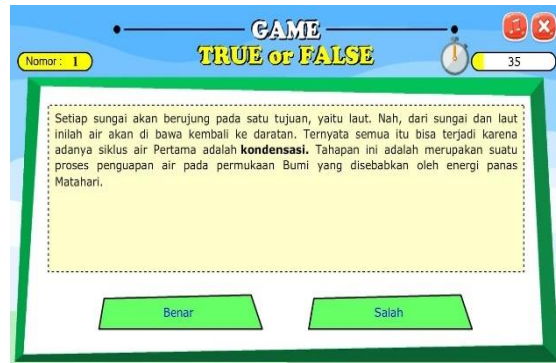 GAME
TRUE or FALSE
Nomor : 1
35
Setiap sungai akan berujung pada satu tujuan, yaitu laut. Nah, dari sungai dan laut
inilah air akan di bawa kembali ke daratan. Ternyata semua itu bisa terjadi karena
adanya siklus air Pertama adalah kondensasi. Tahapan ini adalah merupakan suatu
proses penguapan air pada permukaan Bumi yang disebabkan oleh energi panas
Matahari.
Benar
Salah